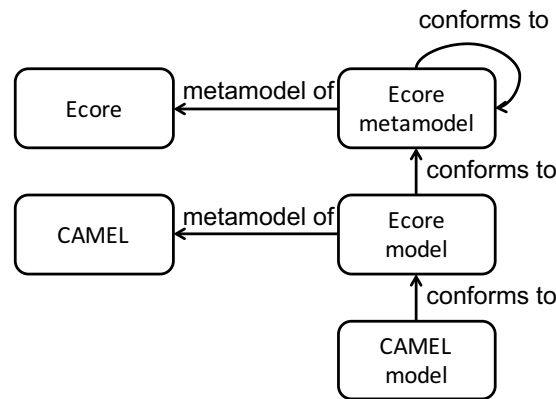 conforms to
Ecore
metamodel of
Ecore
metamodel
conforms to
CAMEL
metamodel of
Ecore
model
conforms to
CAMEL
model